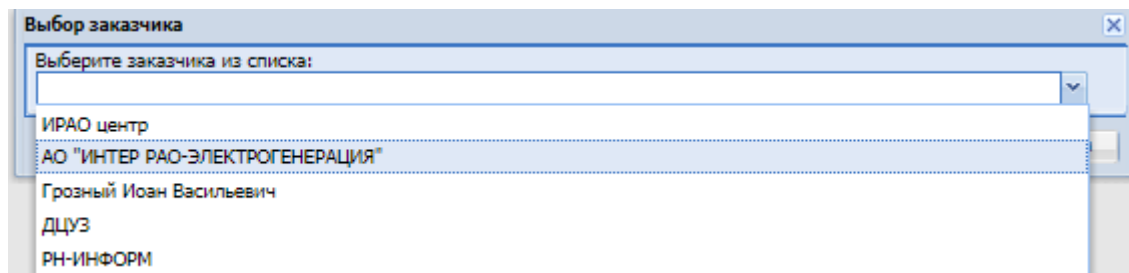 Выбор заказчика
Выберите заказчика из списка:
ИРАО центр
АО "ИНТЕР РАО-ЭЛЕКТРОГЕНЕРАЦИЯ"
Грозный Иоан Васильевич
ДЦУЗ
РН-ИНФОРМ